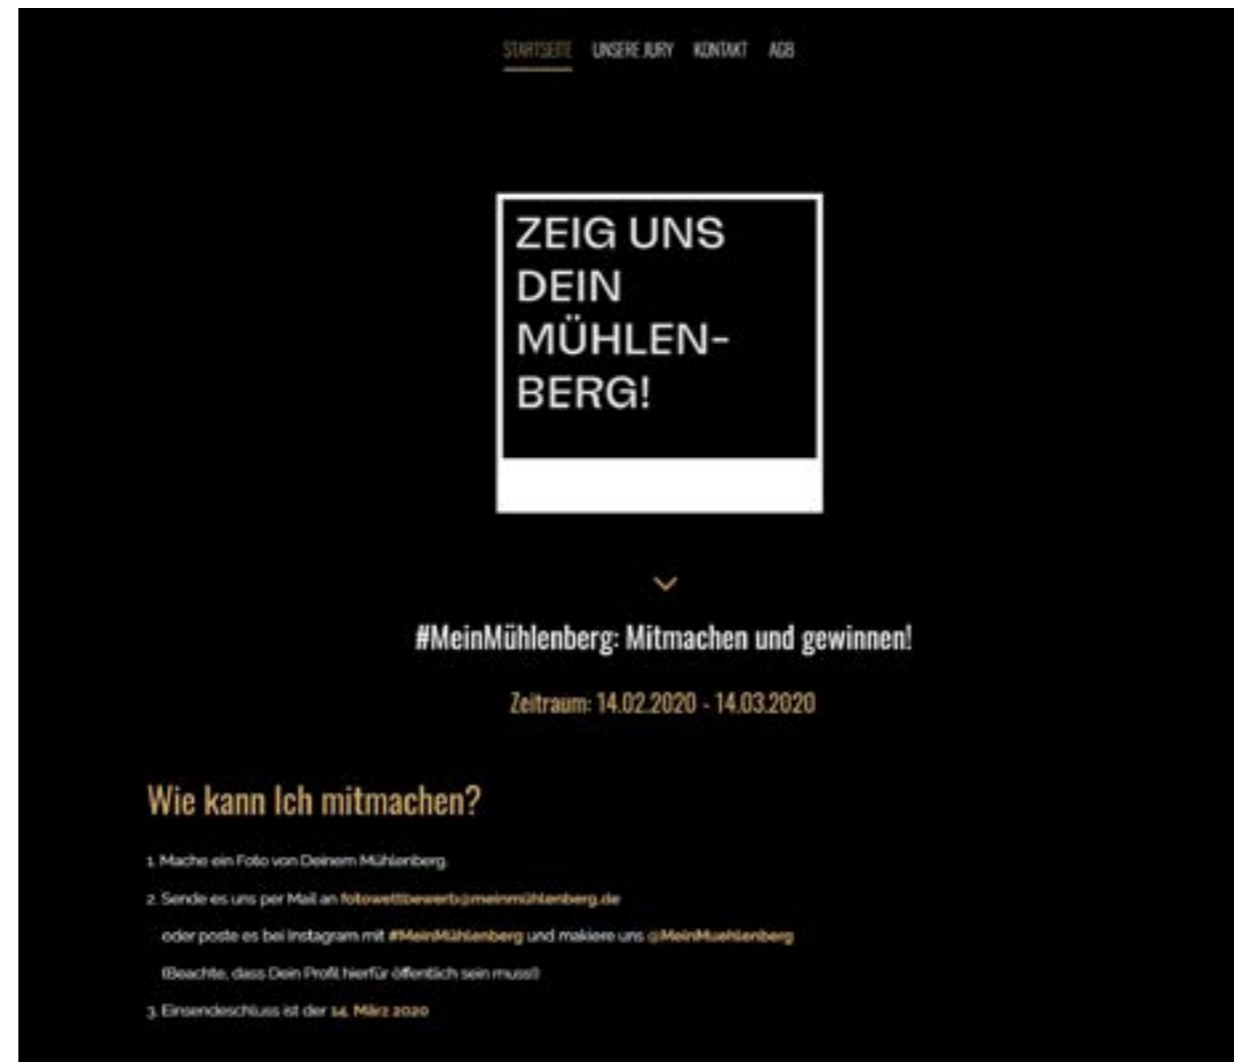 STARTSEITE UNSERE JURY KONTAKT AGB
ZEIG UNS
DEIN
MÜHLEN-
BERG!
#MeinMühlenberg: Mitmachen und gewinnen!
Zeitraum: 14.02.2020 - 14.03.2020
Wie kann Ich mitmachen?
1. Mache ein Foto von Deinem Mühlenberg.
2. Sende es uns per Mail an fotowettbewerb@meinmühlenberg.de
oder poste es bei Instagram mit #MeinMühlenberg und makiere uns @MeinMuehlenberg
(Beachte, dass Dein Profil hierfür öffentlich sein muss!)
3. Einsendeschluss ist der 14. März 2020